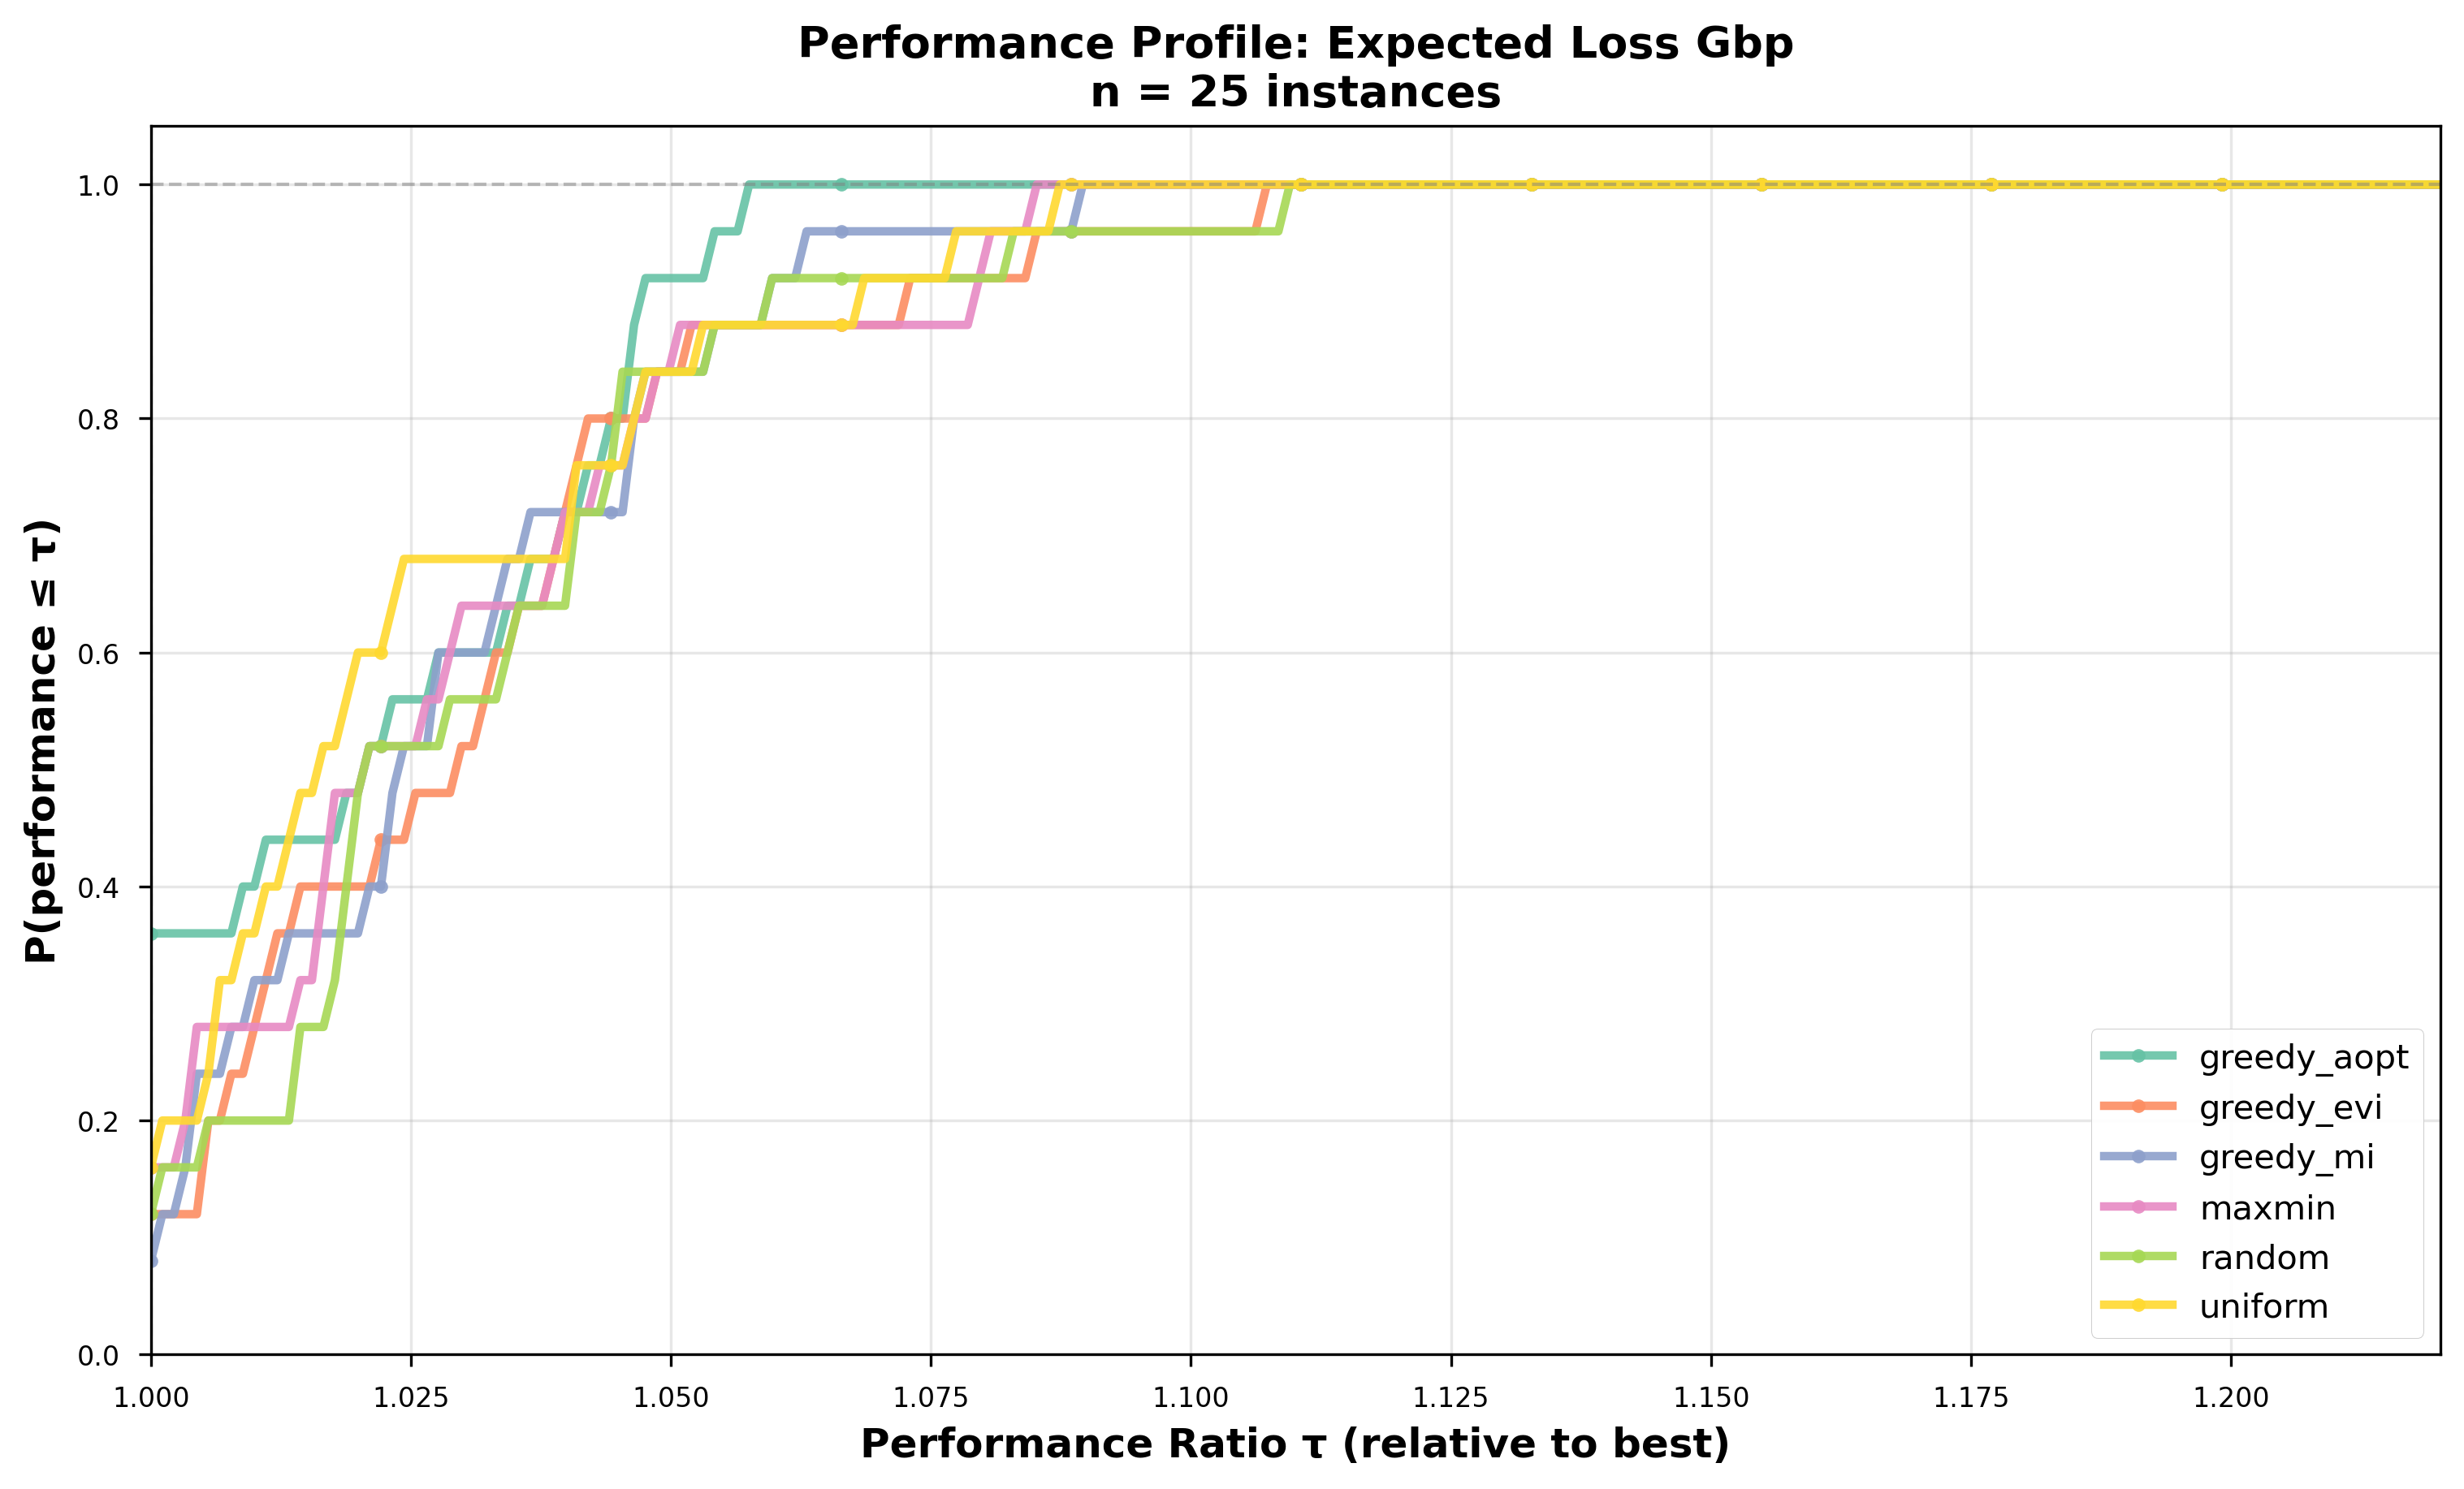 Performance Profile: Expected Loss Gbp
n = 25 instances
P(performance ≤ τ)
1.0
0.8
0.6
0.4
0.2
0.0
1.000 1.025 1.050 1.075 1.100 1.125 1.150 1.175 1.200
Performance Ratio τ (relative to best)
greedy_aopt
greedy_evi
greedy_mi
maxmin
random
uniform